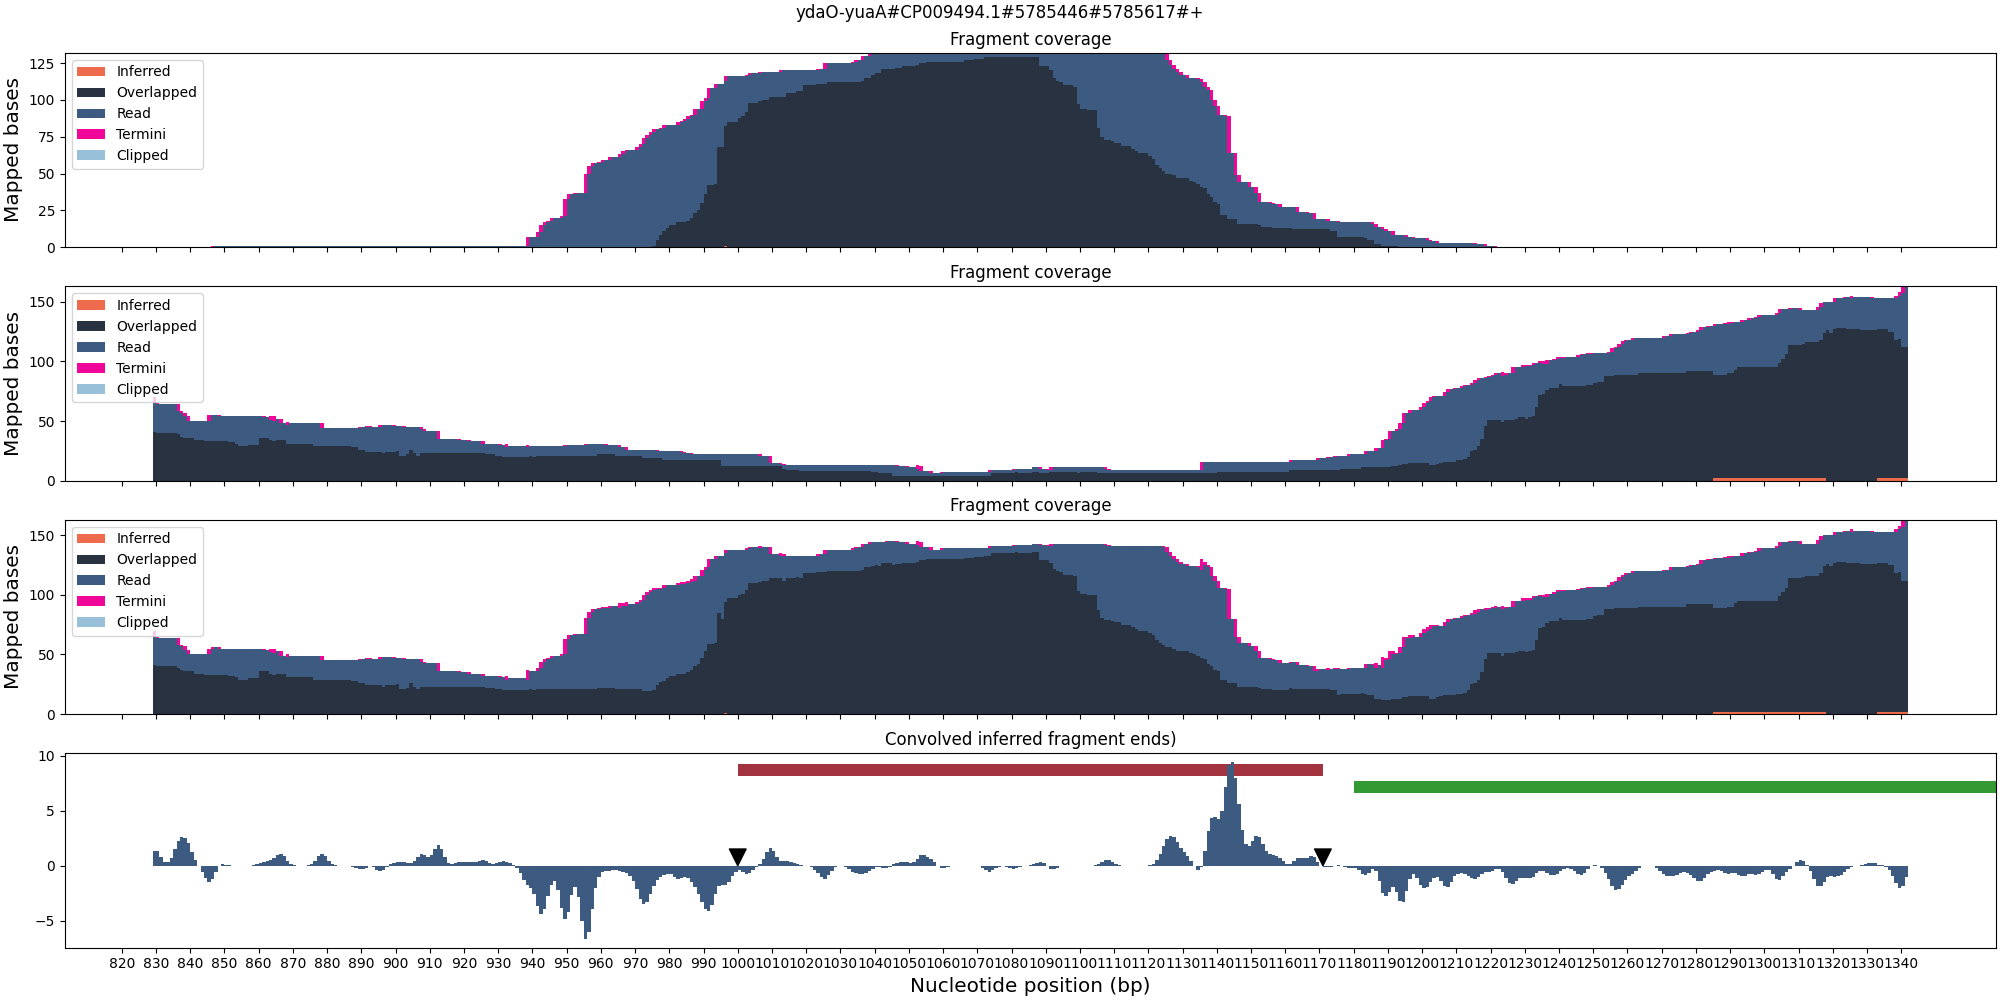 ydaO-yuaA#CP009494.1#5785446#5785617#+
Fragment coverage
Mapped bases
125
100
75
50
25
0
Inferred
Overlapped
Read
Termini
Clipped
Fragment coverage
Mapped bases
150
100
50
0
Inferred
Overlapped
Read
Termini
Clipped
Fragment coverage
Mapped bases
150
100
50
0
Inferred
Overlapped
Read
Termini
Clipped
Convolved inferred fragment ends)
10
5
0
−5
820 830 840 850 860 870 880 890 900 910 920 930 940 950 960 970 980 990 1000 1010 1020 1030 1040 1050 1060 1070 1080 1090 1100 1110 1120 1130 1140 1150 1160 1170 1180 1190 1200 1210 1220 1230 1240 1250 1260 1270 1280 1290 1300 1310 1320 1330 1340
Nucleotide position (bp)